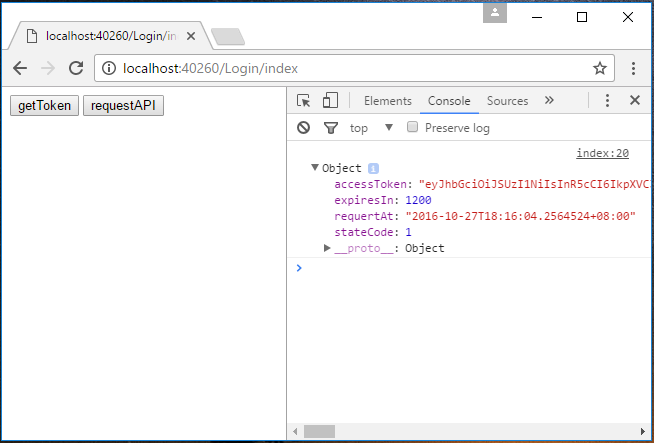 localhost:40260/Login/in
localhost:40260/Login/index
getToken requestAPI
Elements Console Sources
top Preserve log
index:20
Object
accessToken: "eyJhbGciOiJSUzI1NiIsInR5cCI6IkpXVC
expiresIn: 1200
requertAt: "2016-10-27T18:16:04.2564524+08:00"
stateCode: 1
__proto__: Object